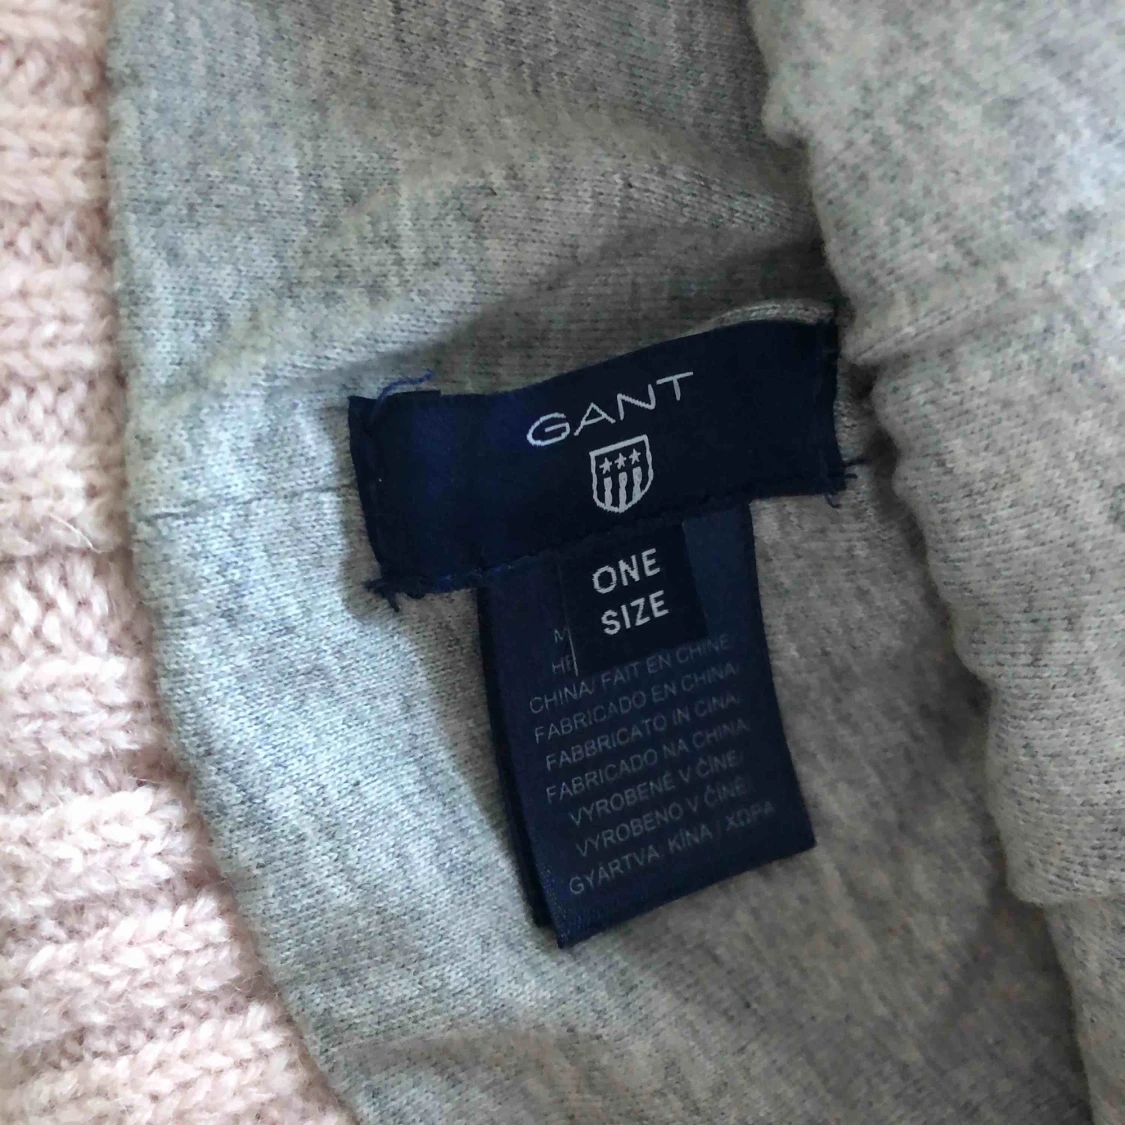 GANT
ONE
SIZE
M
HE
CHINA/ FAIT EN CHINE.
FABRICADO EN CHINA.
FABBRICATO IN CINA.
FABRICADO NA CHINA.
VYROBENÉ V ČÍNE.
VYROBENO V ČÍNĚ.
GYÁRTVA: KÍNA / ΧΩΡΑ